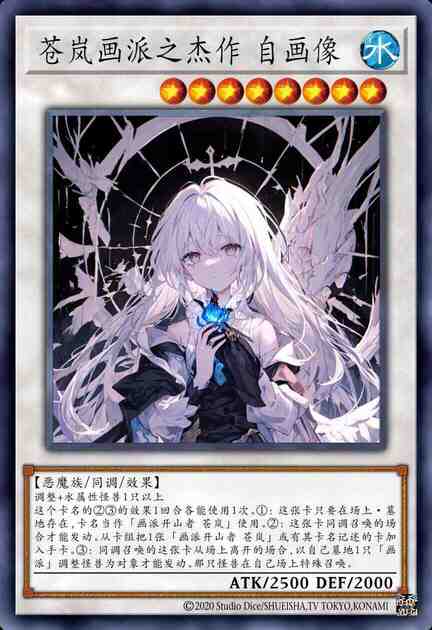 苍岚画派之杰作 自画像
水
【恶魔族/同调/效果】
调整+水属性怪兽1只以上
这个卡名的②③的效果1回合各能使用1次。①：这张卡只要在场上·墓
地存在，卡名当作「画派开山者 苍岚」使用。②：这张卡同调召唤的场
合才能发动。从卡组把1张「画派开山者 苍岚」或有其卡名记述的卡加
入手卡。③：同调召唤的这张卡从场上离开的场合，以自己墓地1只「画
派」调整怪兽为对象才能发动。那只怪兽在自己场上特殊召唤。
ATK/2500 DEF/2000
©2020 Studio Dice/SHUEISHA,TV TOKYO,KONAMI